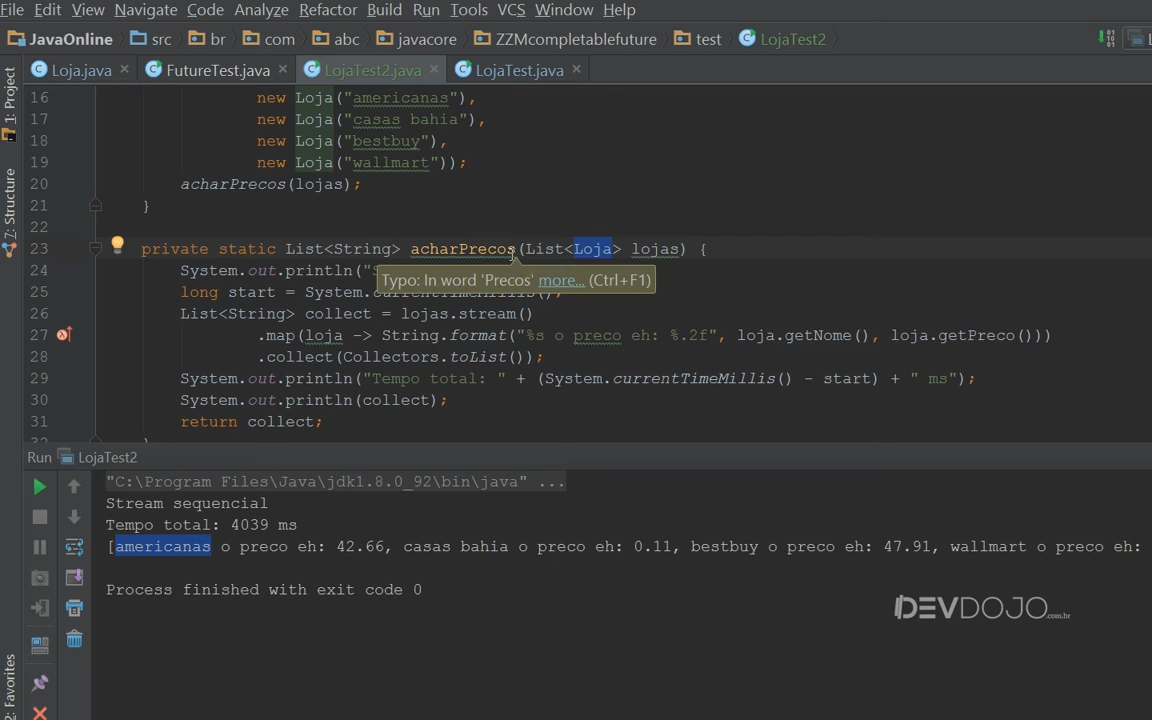 File Edit View Navigate Code Analyze Refactor Build Run Tools VCS Window Help
JavaOnline src br com abc javacore ZZMcompletablefuture test LojaTest2
Loja.java FutureTest.java LojaTest2.java LojaTest.java
1: Project
7: Structure
2: Favorites
16 new Loja("americanas"),
17 new Loja("casas bahia"),
18 new Loja("bestbuy"),
19 new Loja("wallmart"));
20 acharPrecos(lojas);
21 }
22
23 private static List<String> acharPrecos(List<Loja> lojas) {
24 System.out.println("S
Typo: In word 'Precos' more... (Ctrl+F1)
25 long start = System.currentTimeMillis();
26 List<String> collect = lojas.stream()
27 .map(loja -> String.format("%s o preco eh: %.2f", loja.getNome(), loja.getPreco()))
28 .collect(Collectors.toList());
29 System.out.println("Tempo total: " + (System.currentTimeMillis() - start) + " ms");
30 System.out.println(collect);
31 return collect;
32 }
Run LojaTest2
"C:\Program Files\Java\jdk1.8.0_92\bin\java" ...
Stream sequencial
Tempo total: 4039 ms
[americanas o preco eh: 42.66, casas bahia o preco eh: 0.11, bestbuy o preco eh: 47.91, wallmart o preco eh:
Process finished with exit code 0
DEVDOJO.com.br